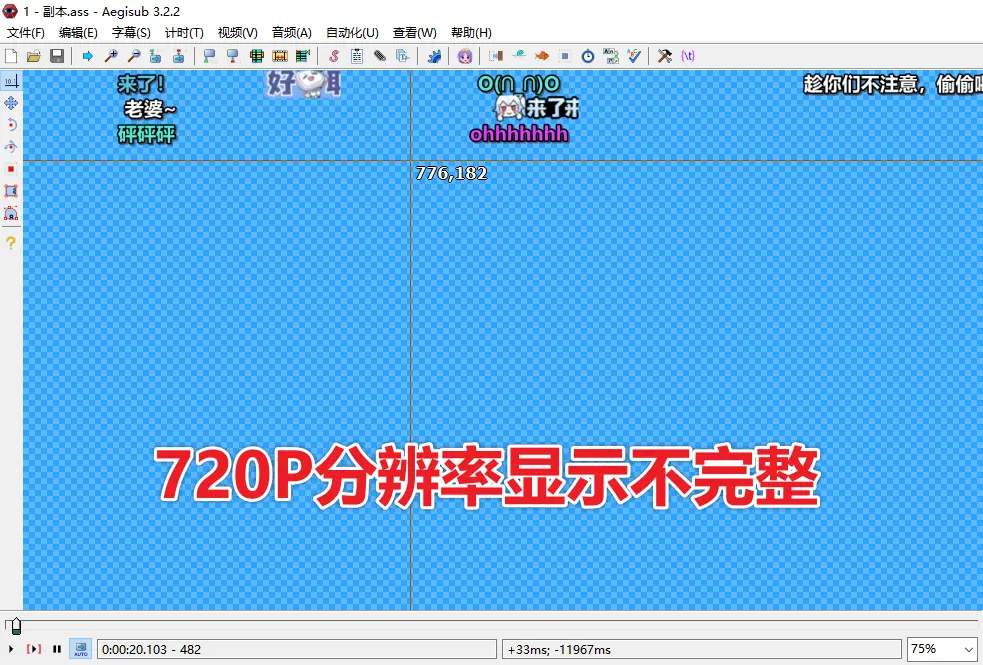 1 - 副本.ass - Aegisub 3.2.2
文件(F) 编辑(E) 字幕(S) 计时(T) 视频(V) 音频(A) 自动化(U) 查看(W) 帮助(H)
来了!
老婆~
砰砰砰
好 耳
O(∩_∩)O
来了来
ohhhhhhh
趁你们不注意，偷偷
776,182
720P分辨率显示不完整
AUTO
0:00:20.103 - 482
+33ms; -11967ms
75%